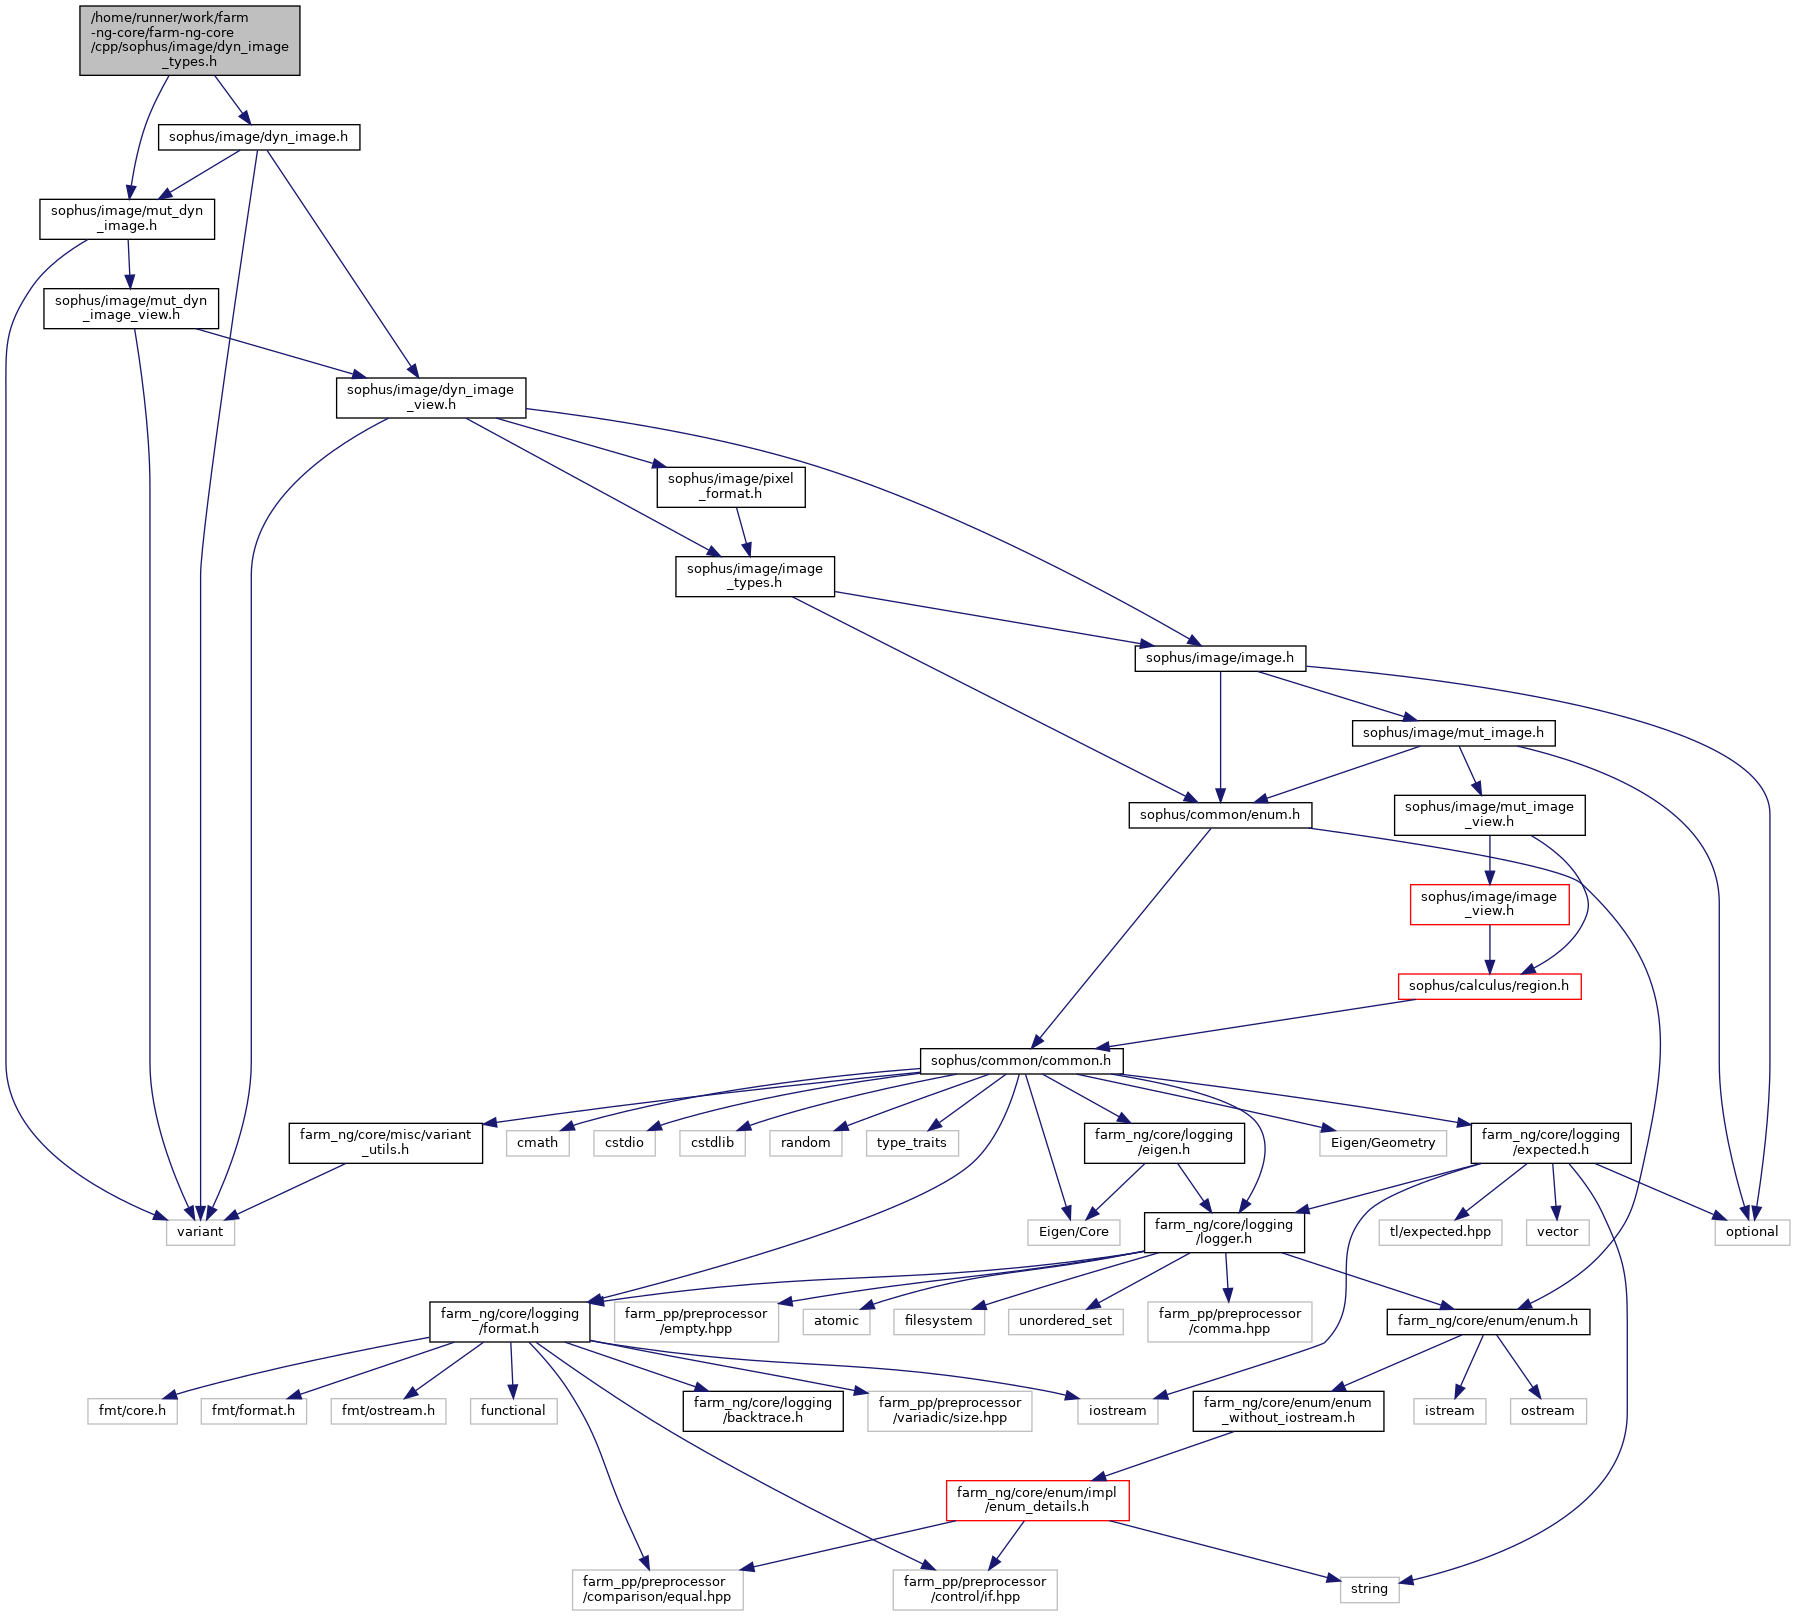 /home/runner/work/farm
-ng-core/farm-ng-core
/cpp/sophus/image/dyn_image
_types.h
sophus/image/dyn_image.h
sophus/image/mut_dyn
_image.h
sophus/image/mut_dyn
_image_view.h
sophus/image/dyn_image
_view.h
sophus/image/pixel
_format.h
sophus/image/image
_types.h
sophus/image/image.h
sophus/image/mut_image.h
sophus/common/enum.h
sophus/image/mut_image
_view.h
sophus/image/image
_view.h
sophus/calculus/region.h
sophus/common/common.h
farm_ng/core/misc/variant
_utils.h
cmath
cstdio
cstdlib
random
type_traits
farm_ng/core/logging
/eigen.h
Eigen/Geometry
farm_ng/core/logging
/expected.h
variant
Eigen/Core
farm_ng/core/logging
/logger.h
tl/expected.hpp
vector
optional
farm_ng/core/logging
/format.h
farm_pp/preprocessor
/empty.hpp
atomic
filesystem
unordered_set
farm_pp/preprocessor
/comma.hpp
farm_ng/core/enum/enum.h
fmt/core.h
fmt/format.h
fmt/ostream.h
functional
farm_ng/core/logging
/backtrace.h
farm_pp/preprocessor
/variadic/size.hpp
iostream
farm_ng/core/enum/enum
_without_iostream.h
istream
ostream
farm_ng/core/enum/impl
/enum_details.h
farm_pp/preprocessor
/comparison/equal.hpp
farm_pp/preprocessor
/control/if.hpp
string